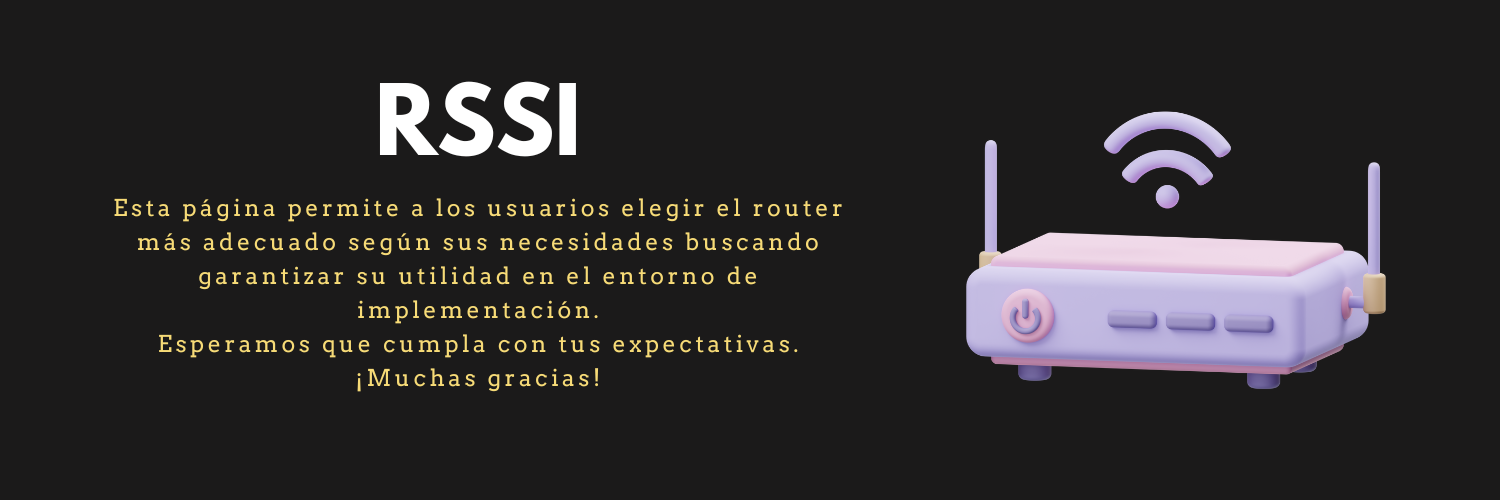 RSSI
Esta página permite a los usuarios elegir el router
más adecuado según sus necesidades buscando
garantizar su utilidad en el entorno de
implementación.
Esperamos que cumpla con tus expectativas.
¡Muchas gracias!